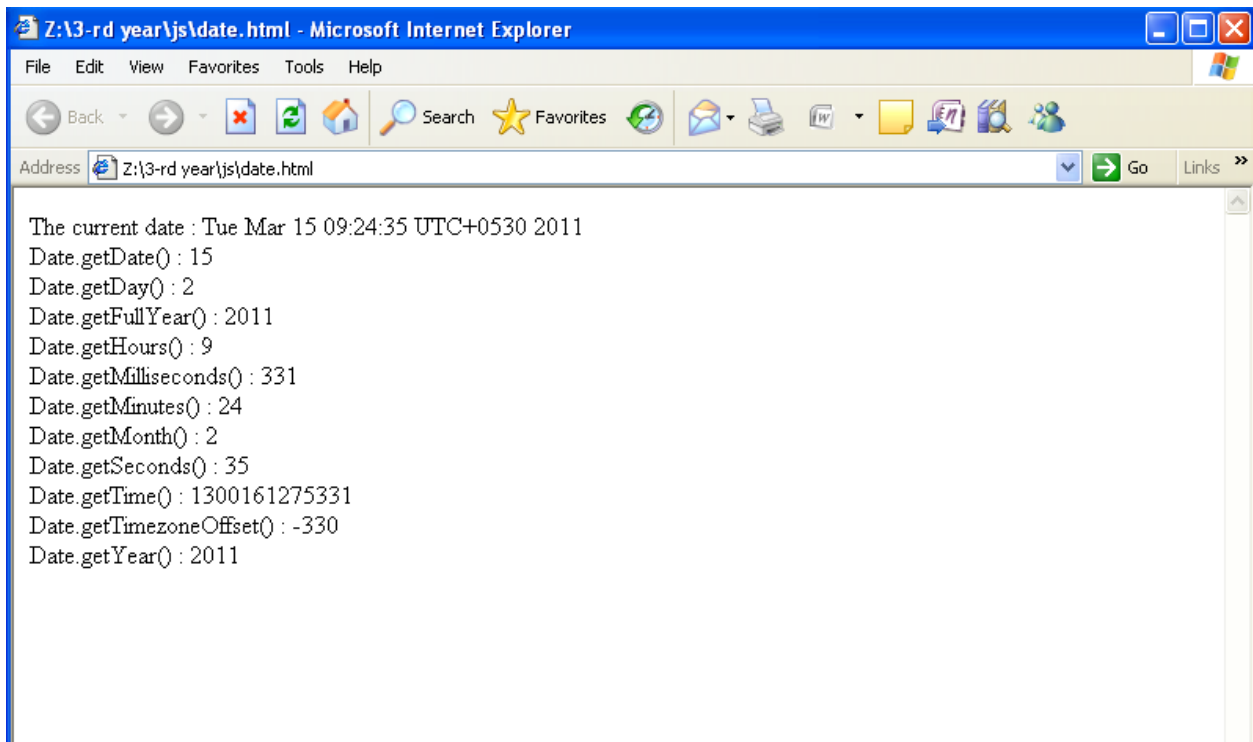 Z:\3-rd year\js\date.html - Microsoft Internet Explorer
File Edit View Favorites Tools Help
Back Search Favorites
Address Z:\3-rd year\js\date.html Go Links »
The current date : Tue Mar 15 09:24:35 UTC+0530 2011
Date.getDate() : 15
Date.getDay() : 2
Date.getFullYear() : 2011
Date.getHours() : 9
Date.getMilliseconds() : 331
Date.getMinutes() : 24
Date.getMonth() : 2
Date.getSeconds() : 35
Date.getTime() : 1300161275331
Date.getTimezoneOffset() : -330
Date.getYear() : 2011